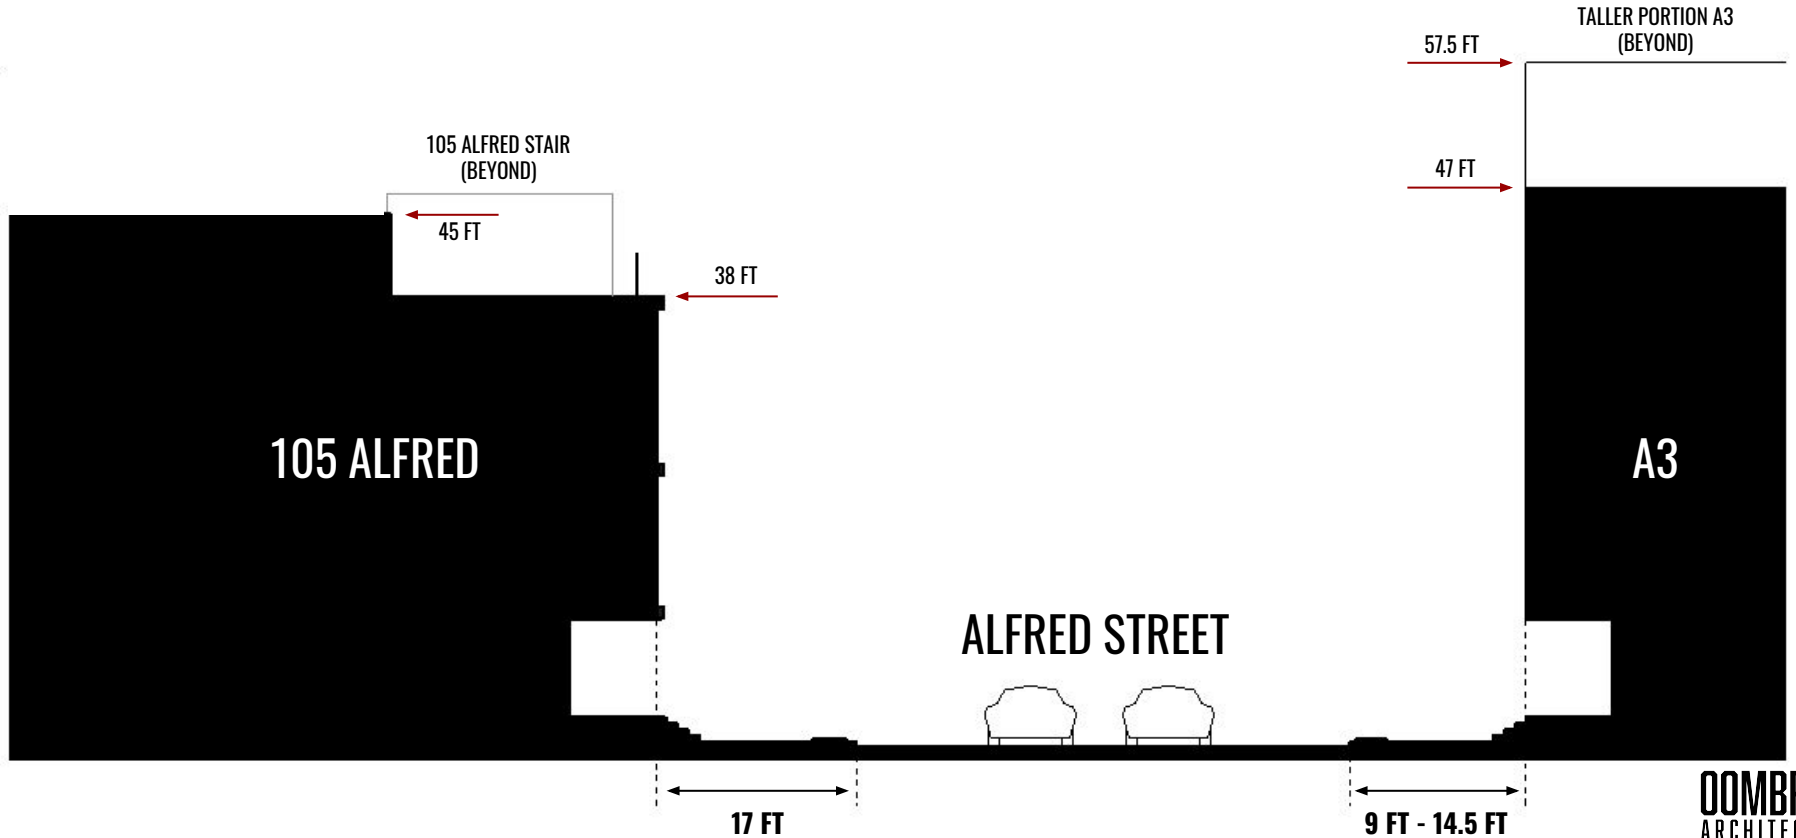 TALLER PORTION A3
(BEYOND)
57.5 FT
105 ALFRED STAIR
(BEYOND)
47 FT
45 FT
38 FT
105 ALFRED
A3
ALFRED STREET
17 FT
9 FT - 14.5 FT